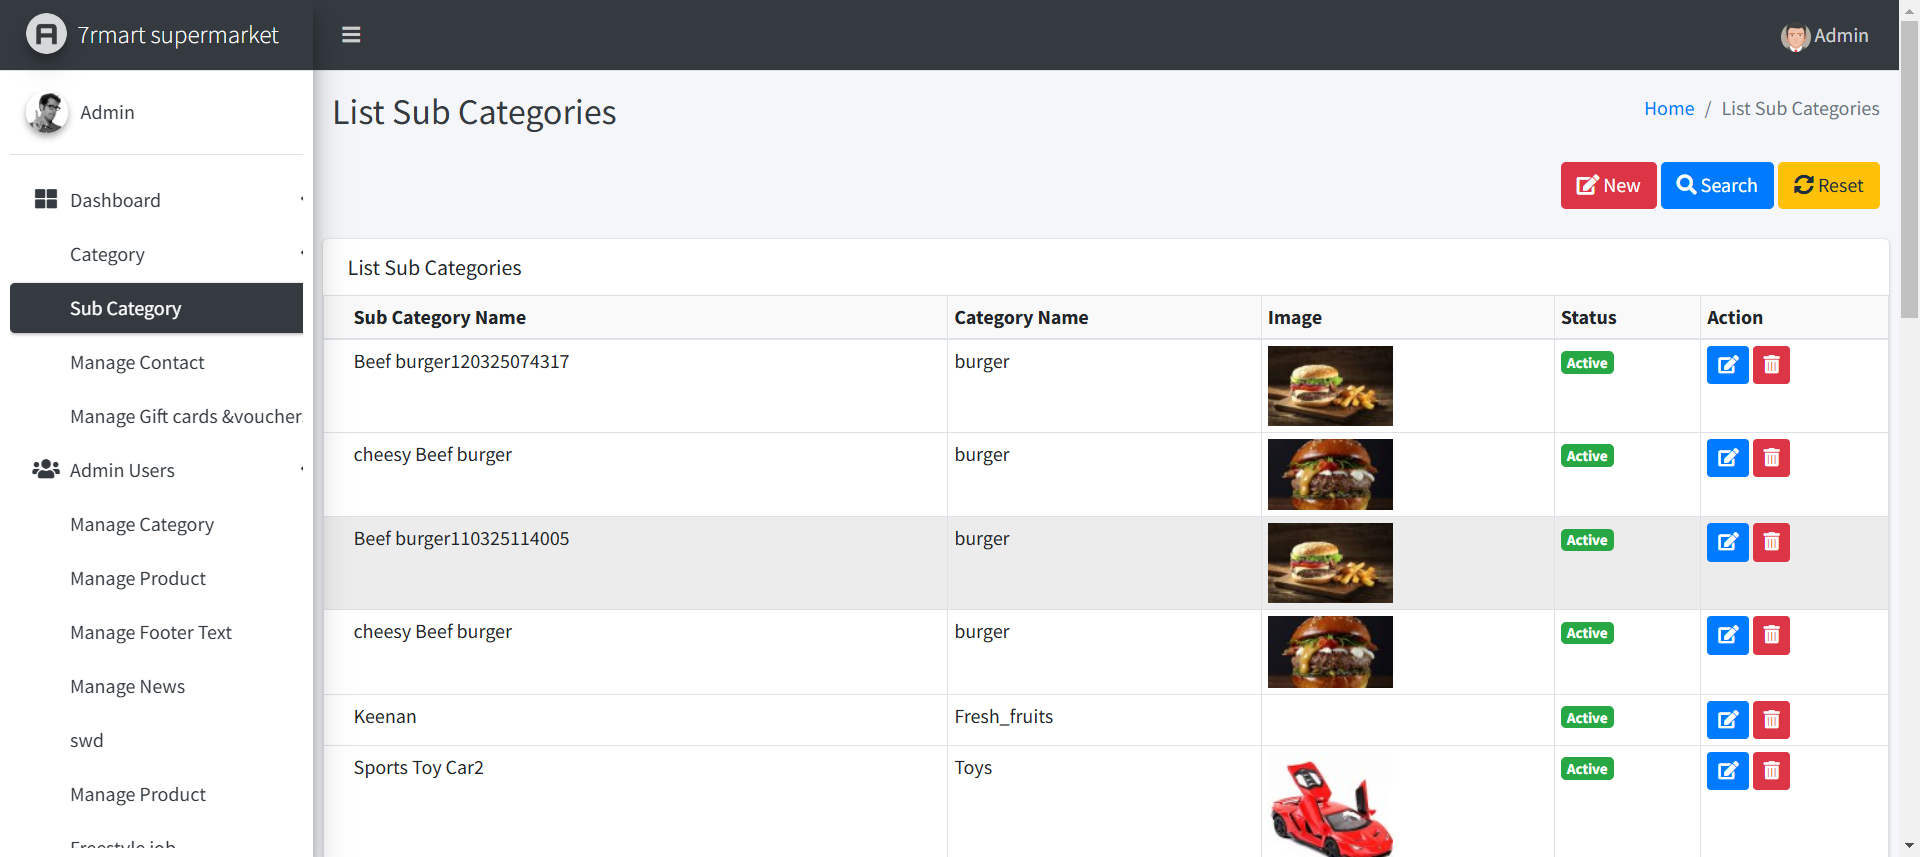 7rmart supermarket
Admin
Admin
Dashboard
Category
Sub Category
Manage Contact
Manage Gift cards &voucher
Admin Users
Manage Category
Manage Product
Manage Footer Text
Manage News
swd
Manage Product
Freestyle job
List Sub Categories
Home / List Sub Categories
New Search Reset
List Sub Categories
Sub Category Name Category Name Image Status Action
Beef burger120325074317 burger Active
cheesy Beef burger burger Active
Beef burger110325114005 burger Active
cheesy Beef burger burger Active
Keenan Fresh_fruits Active
Sports Toy Car2 Toys Active